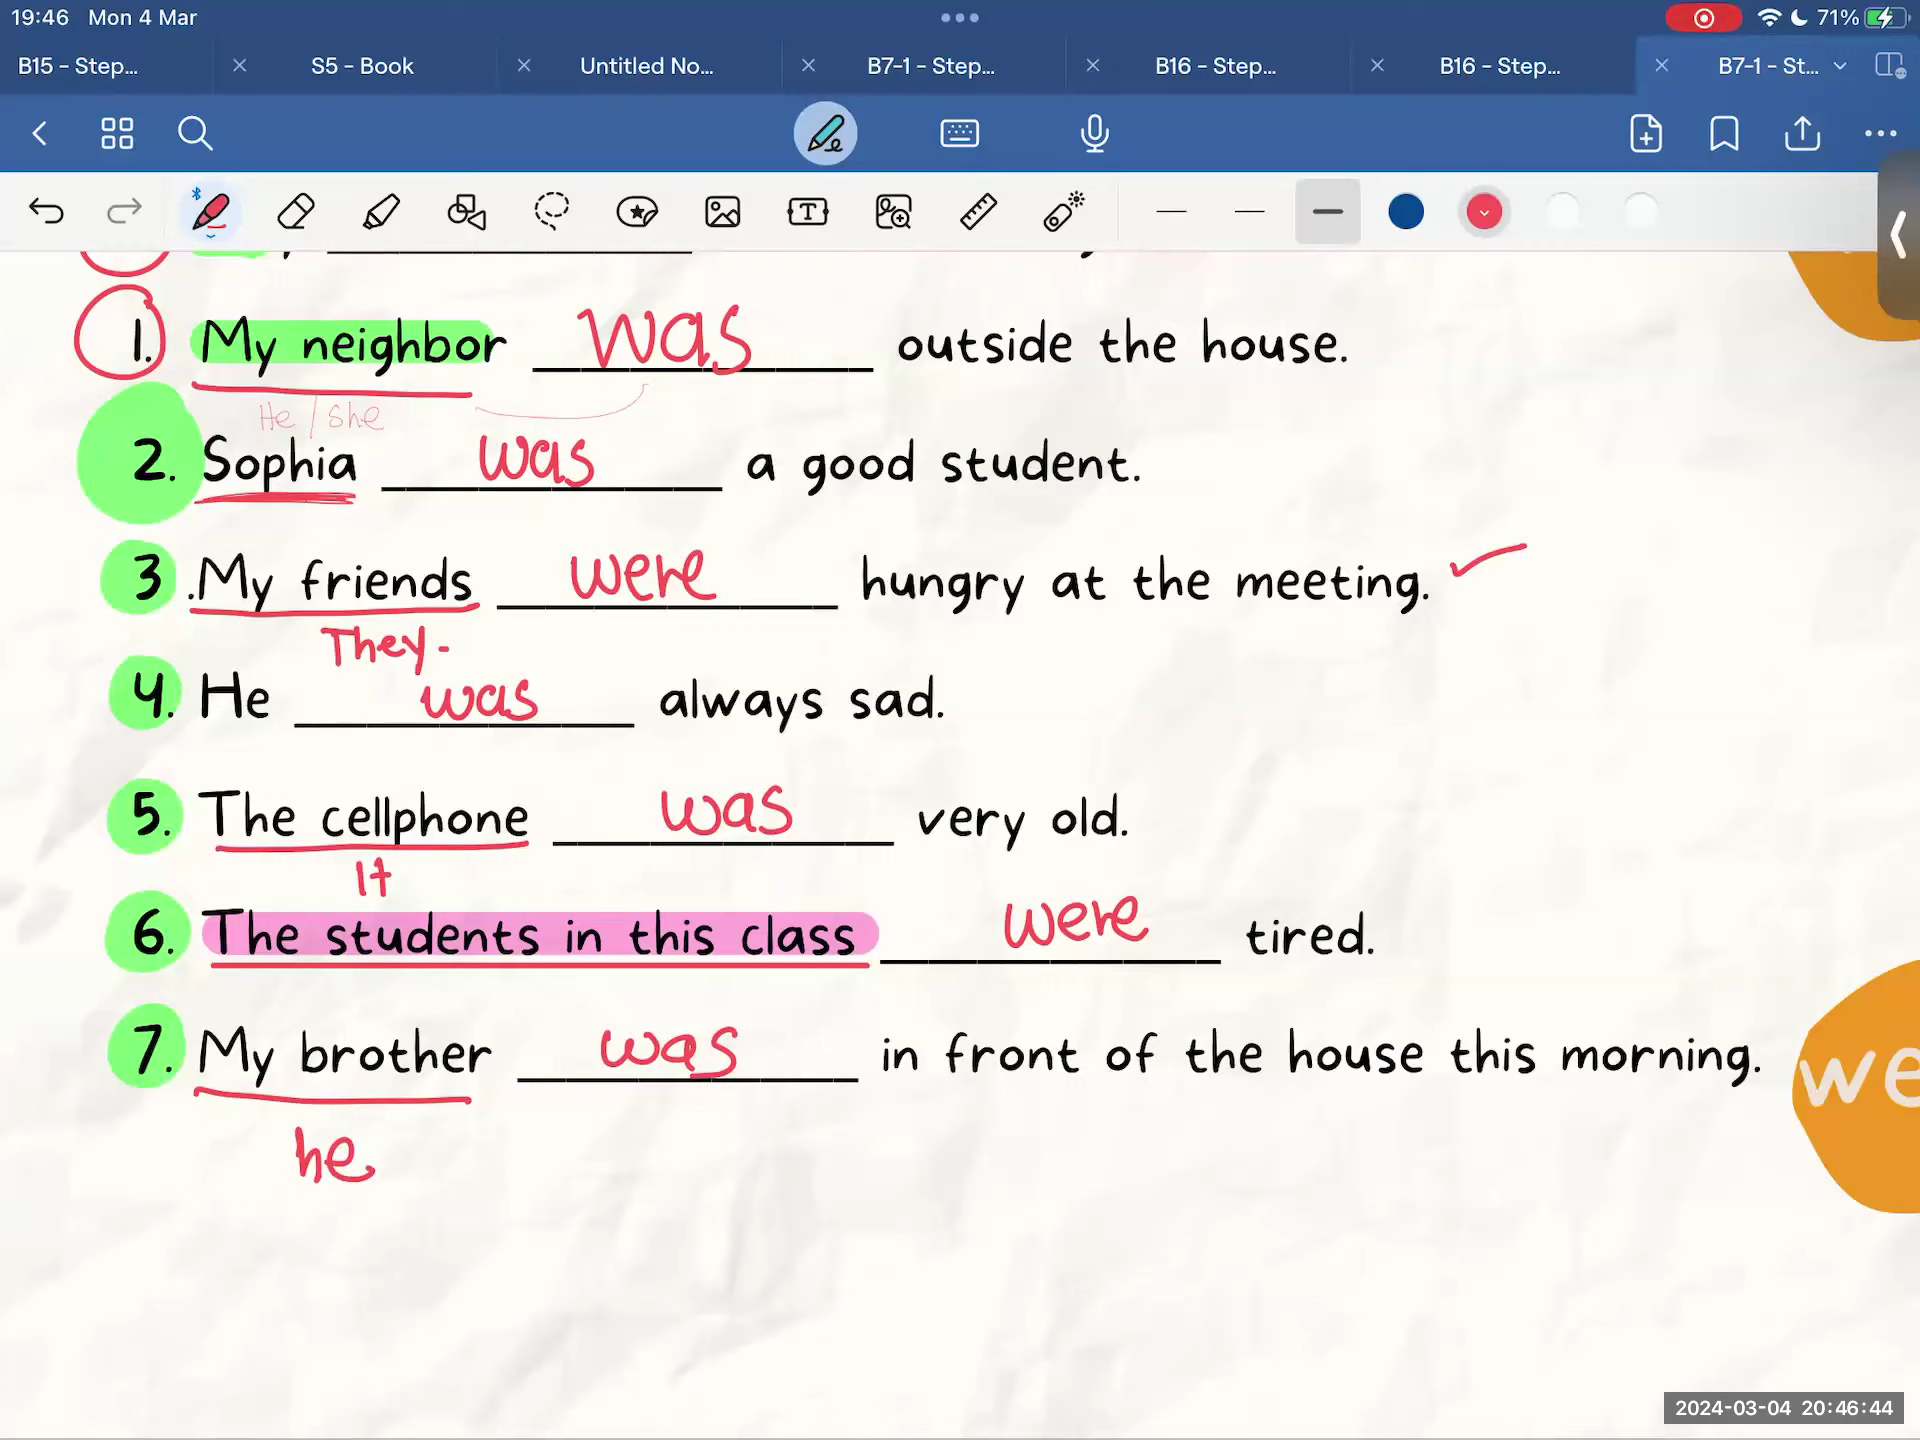 19:46 Mon 4 Mar 71%
B15 - Step... S5 - Book Untitled No... B7-1 - Step... B16 - Step... B16 - Step... B7-1 - St...
1. My neighbor was outside the house.
He / she
2. Sophia was a good student.
3 .My friends were hungry at the meeting.
They -
4. He was always sad.
5. The cellphone was very old.
It
6. The students in this class were tired.
7. My brother was in front of the house this morning.
we
he
2024-03-04 20:46:44